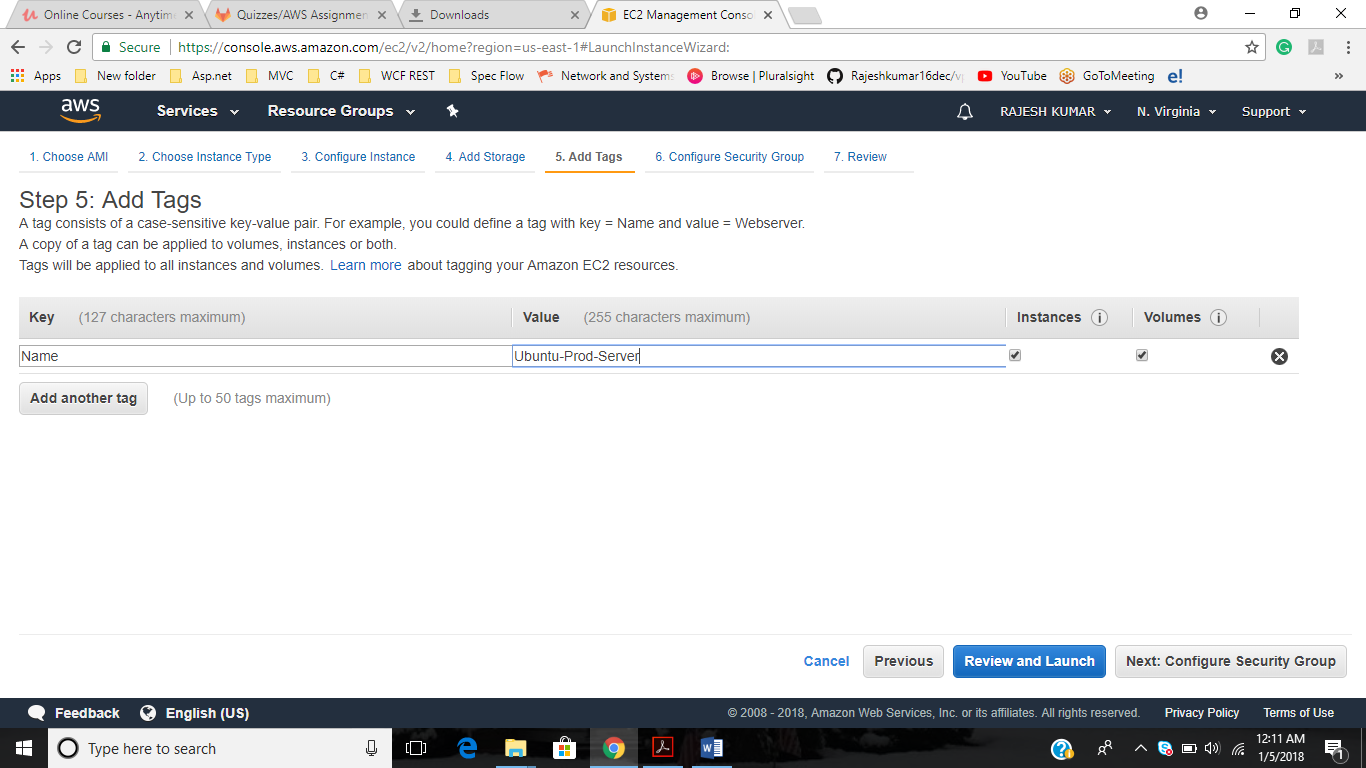 Online Courses - Anytim
Quizzes/AWS Assignmen
Downloads
EC2 Management Conso
Secure
https://console.aws.amazon.com/ec2/v2/home?region=us-east-1#LaunchInstanceWizard:
Apps
New folder
Asp.net
MVC
C#
WCF REST
Spec Flow
Network and Systems
Browse | Pluralsight
Rajeshkumar16dec/v
YouTube
GoToMeeting
e!
»
aws
Services
Resource Groups
RAJESH KUMAR
N. Virginia
Support
1. Choose AMI
2. Choose Instance Type
3. Configure Instance
4. Add Storage
5. Add Tags
6. Configure Security Group
7. Review
Step 5: Add Tags
A tag consists of a case-sensitive key-value pair. For example, you could define a tag with key = Name and value = Webserver.
A copy of a tag can be applied to volumes, instances or both.
Tags will be applied to all instances and volumes. Learn more about tagging your Amazon EC2 resources.
Key (127 characters maximum)
Value (255 characters maximum)
Instances
Volumes
Name
Ubuntu-Prod-Server
Add another tag
(Up to 50 tags maximum)
Cancel
Previous
Review and Launch
Next: Configure Security Group
Feedback
English (US)
© 2008 - 2018, Amazon Web Services, Inc. or its affiliates. All rights reserved.
Privacy Policy
Terms of Use
Type here to search
12:11 AM
1/5/2018
1